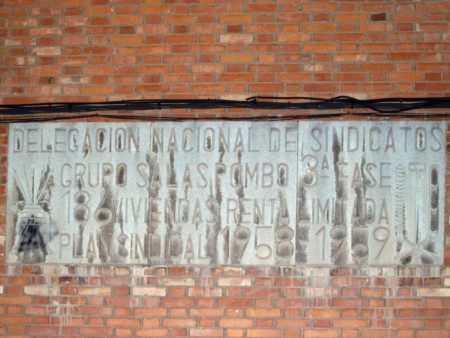 DELEGACION NACIONAL DE SINDICATOS
GRUPO SALAS POMBO 3ª FASE
186 VIVIENDAS RENTA LIMITADA
PLAN SINDICAL 1958 1959